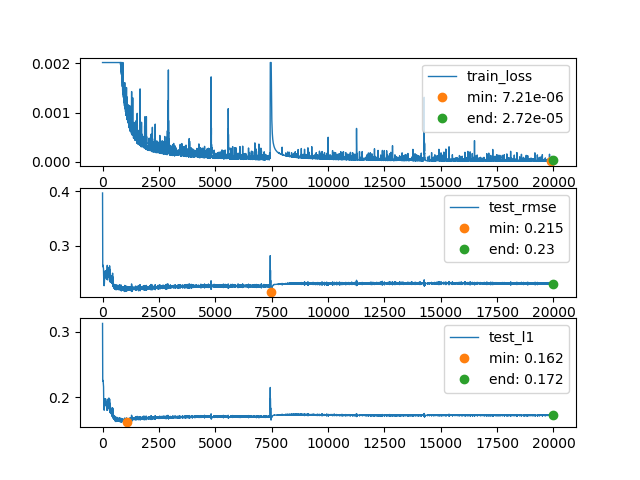 0.002
0.001
0.000
train_loss
min: 7.21e-06
end: 2.72e-05
0 2500 5000 7500 10000 12500 15000 17500 20000
0.4
0.3
test_rmse
min: 0.215
end: 0.23
0 2500 5000 7500 10000 12500 15000 17500 20000
0.3
0.2
test_l1
min: 0.162
end: 0.172
0 2500 5000 7500 10000 12500 15000 17500 20000